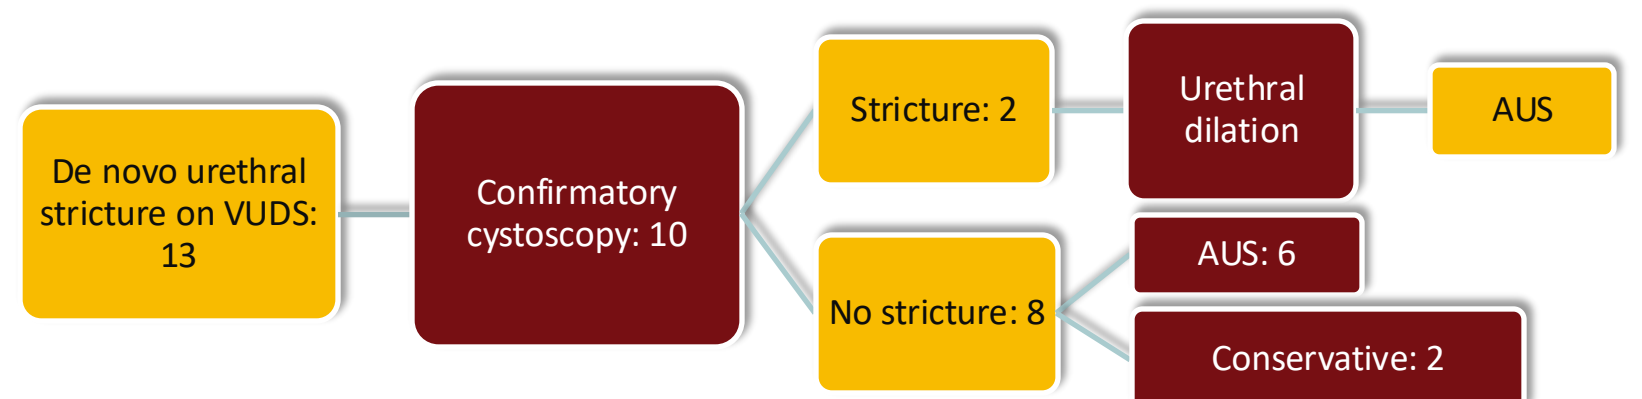 De novo urethral
stricture on VUDS:
13
Confirmatory
cystoscopy: 10
Stricture: 2
Urethral
dilation
AUS
No stricture: 8
AUS: 6
Conservative: 2